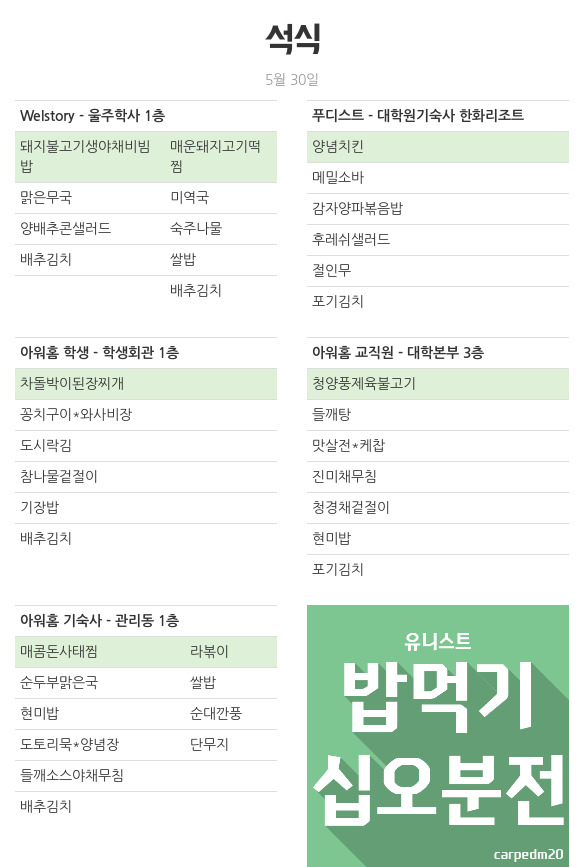 석식
5월 30일
Welstory - 울주학사 1층
돼지불고기생야채비빔밥
매운돼지고기떡찜
맑은무국
미역국
양배추콘샐러드
숙주나물
배추김치
쌀밥
배추김치
푸디스트 - 대학원기숙사 한화리조트
양념치킨
메밀소바
감자양파볶음밥
후레쉬샐러드
절인무
포기김치
아워홈 학생 - 학생회관 1층
차돌박이된장찌개
꽁치구이*와사비장
도시락김
참나물겉절이
기장밥
배추김치
아워홈 교직원 - 대학본부 3층
청양풍제육불고기
들깨탕
맛살전*케찹
진미채무침
청경채겉절이
현미밥
포기김치
아워홈 기숙사 - 관리동 1층
매콤돈사태찜
라볶이
순두부맑은국
쌀밥
현미밥
순대깐풍
도토리묵*양념장
단무지
들깨소스야채무침
배추김치
유니스트
밥먹기
십오분전
carpedm20